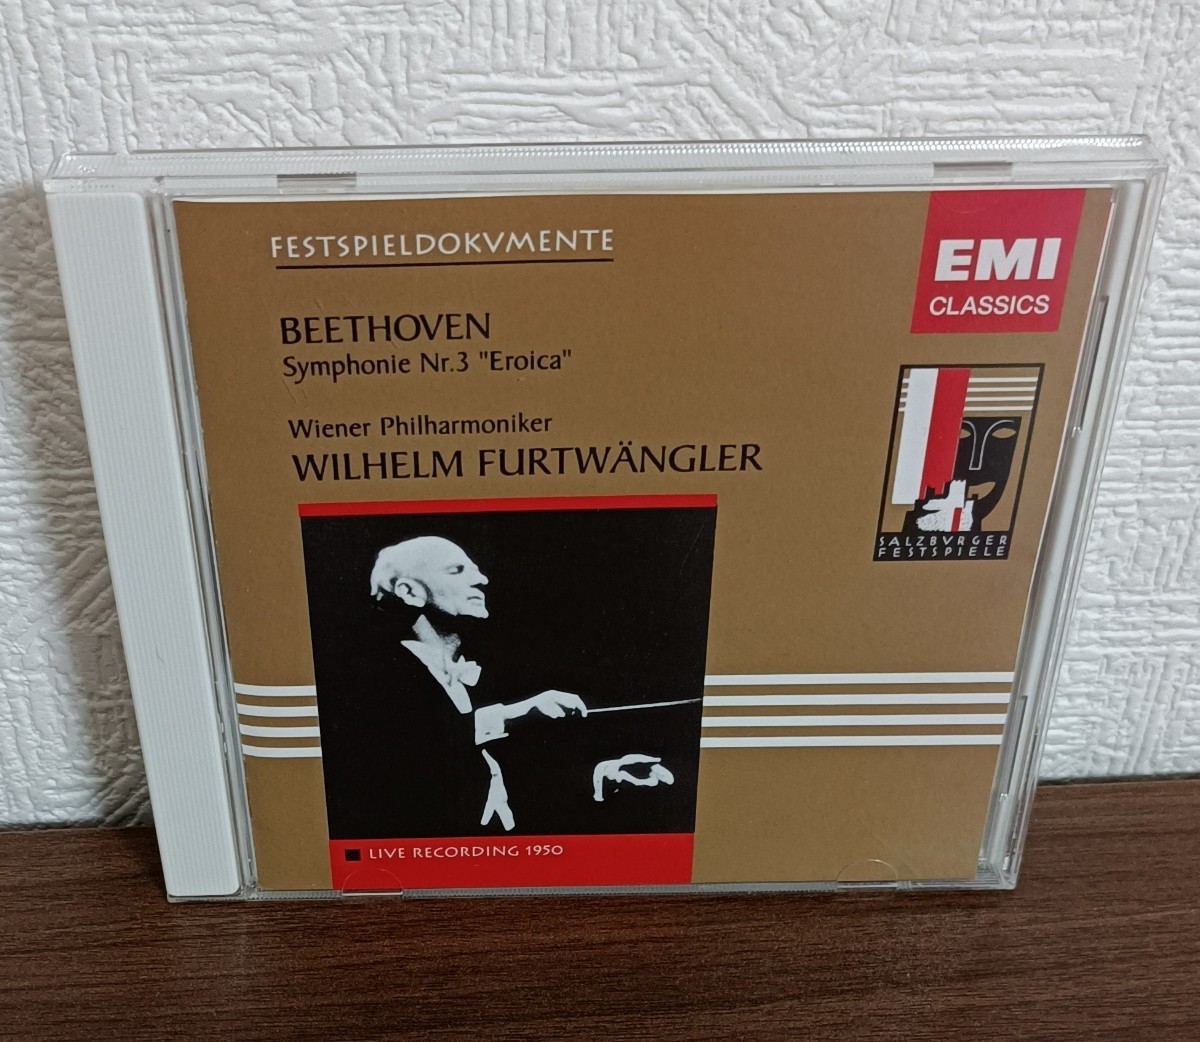 FESTSPIELDOKVMENTE
EMI
CLASSICS
BEETHOVEN
Symphonie Nr.3 "Eroica"
Wiener Philharmoniker
WILHELM FURTWÄNGLER
SALZBVRGER
FESTSPIELE
LIVE RECORDING 1950